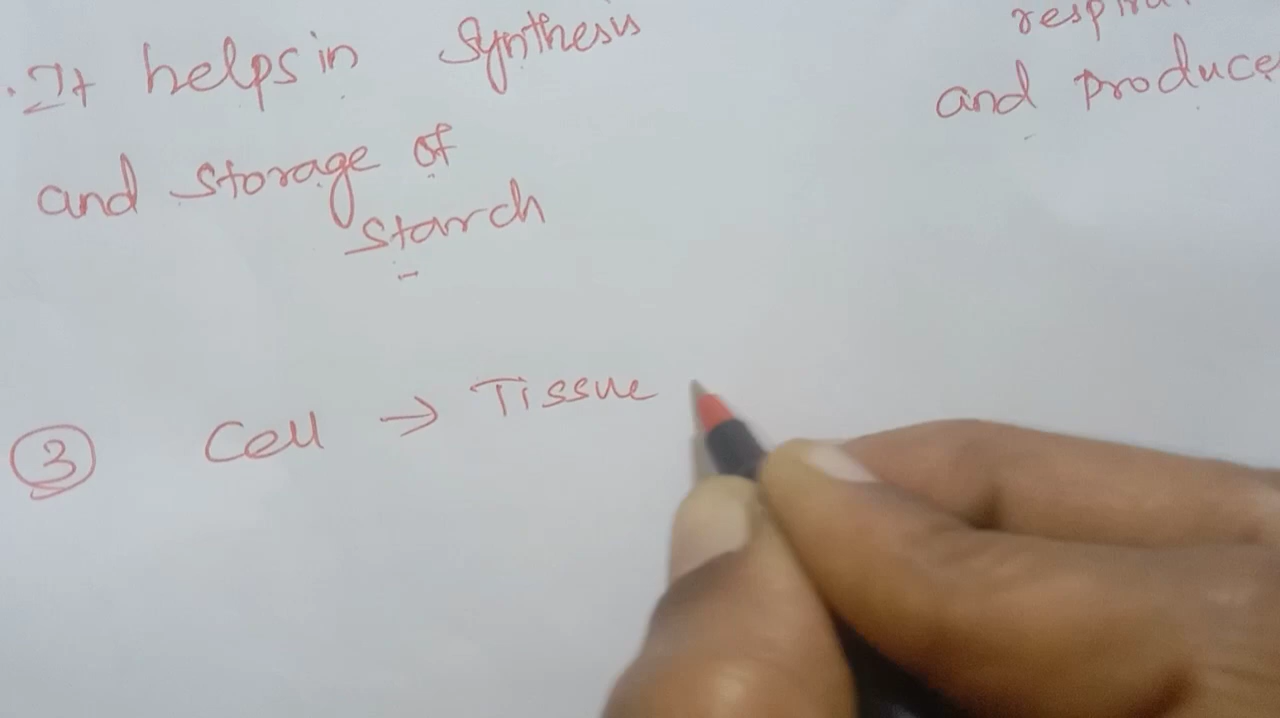 . It helps in Synthesis
and storage of
starch
and produce
③ Cell → Tissue